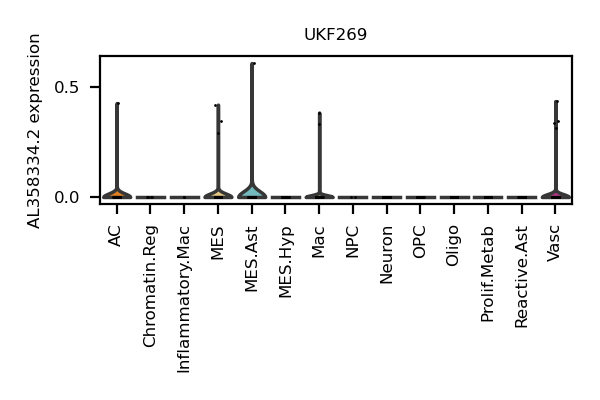 UKF269
AL358334.2 expression
0.5
0.0
AC
Chromatin.Reg
Inflammatory.Mac
MES
MES.Ast
MES.Hyp
Mac
NPC
Neuron
OPC
Oligo
Prolif.Metab
Reactive.Ast
Vasc